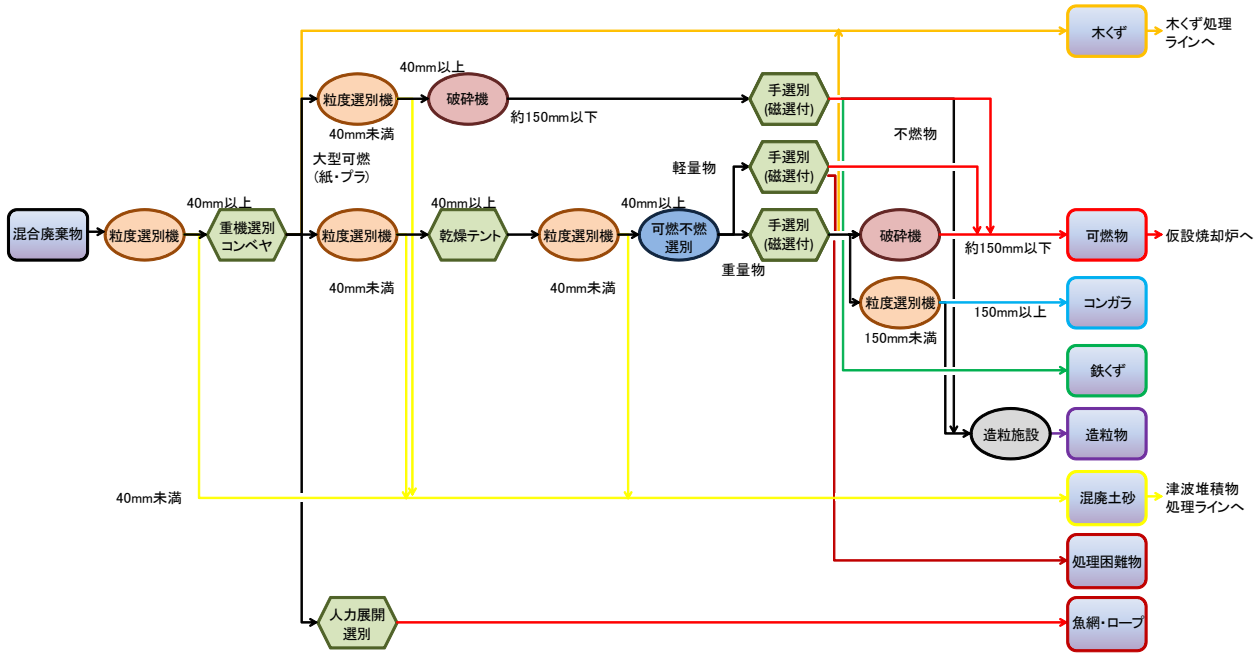 木くず
木くず処理
ラインへ
40mm以上
粒度選別機
破砕機
手選別
(磁選付)
約150mm以下
40mm未満
不燃物
大型可燃
(紙・プラ)
軽量物
手選別
(磁選付)
40mm以上
40mm以上
40mm以上
混合廃棄物
粒度選別機
重機選別
コンベヤ
粒度選別機
乾燥テント
粒度選別機
可燃不燃
選別
手選別
(磁選付)
破砕機
約150mm以下
可燃物
仮設焼却炉へ
重量物
40mm未満
40mm未満
粒度選別機
150mm以上
150mm未満
コンガラ
鉄くず
造粒施設
造粒物
40mm未満
混廃土砂
津波堆積物
処理ラインへ
処理困難物
人力展開
選別
魚網・ロープ